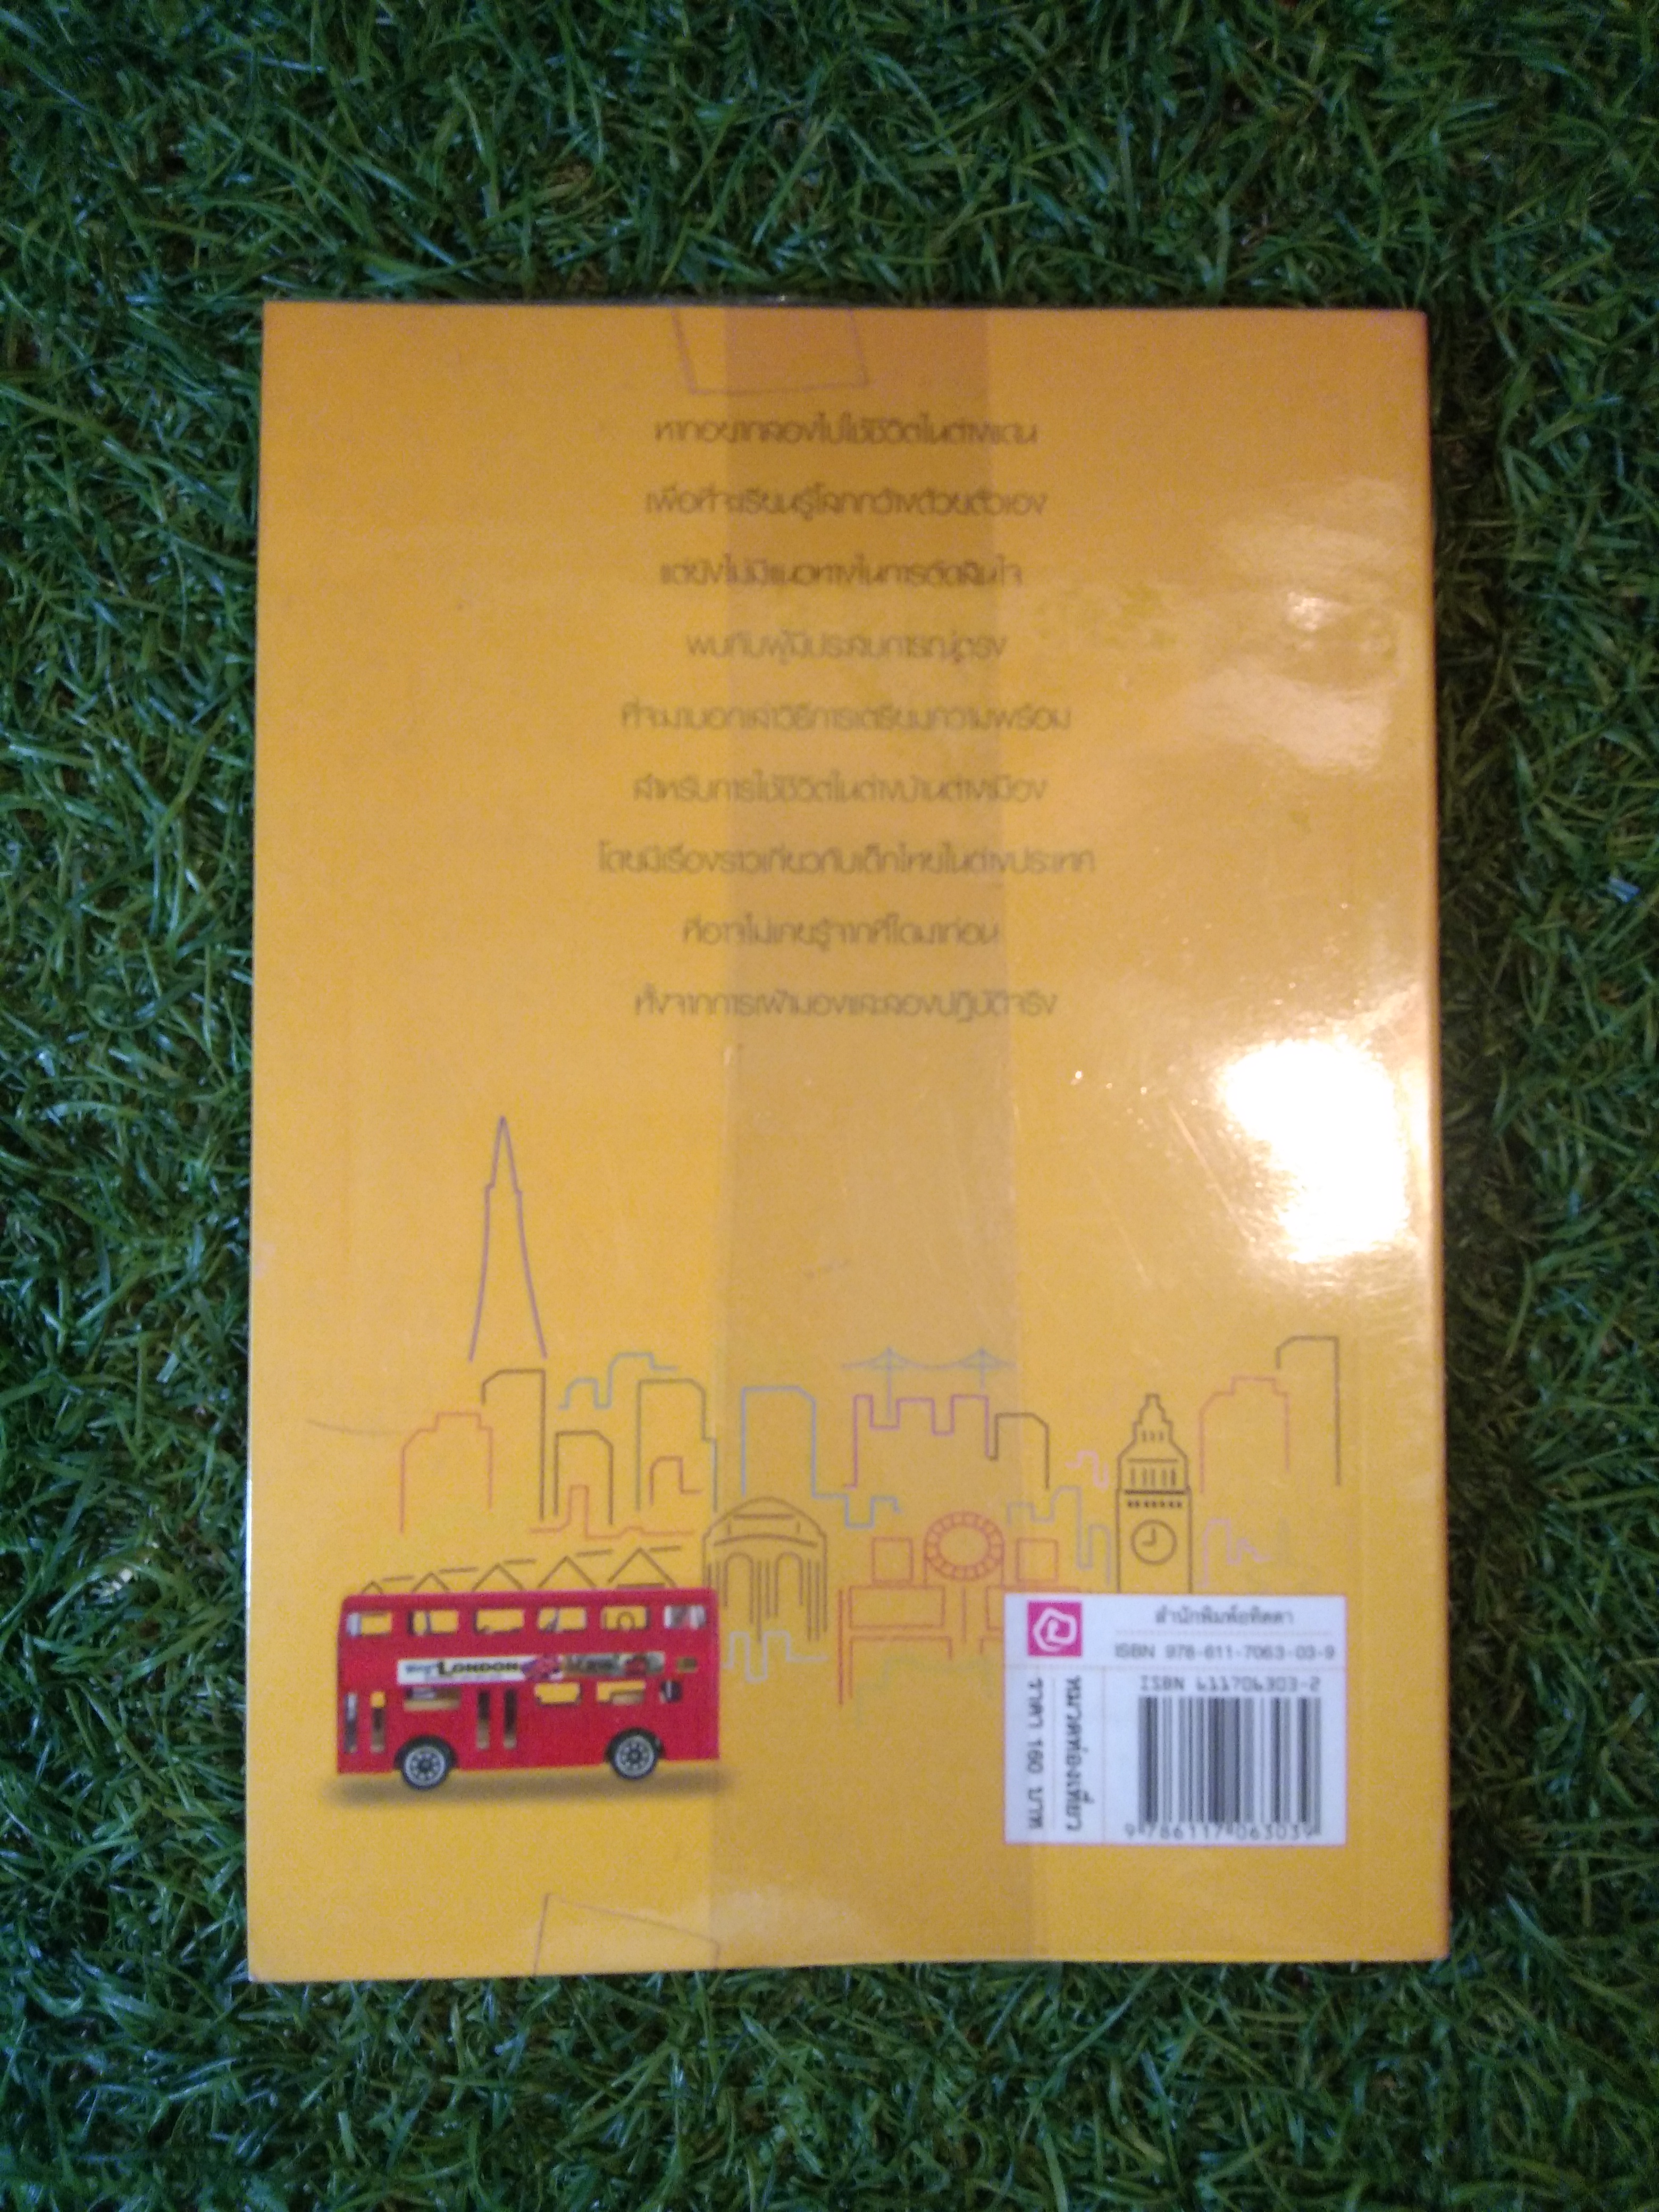 หากอยากลองไปใช้ชีวิตในต่างแดน
เพื่อที่จะเรียนรู้โลกกว้างด้วยตัวเอง
แต่ยังไม่มีแนวทางในการตัดสินใจ
พบกับผู้มีประสบการณ์ตรง
ที่จะมาบอกเล่าวิธีการเตรียมความพร้อม
สำหรับการใช้ชีวิตในต่างบ้านต่างเมือง
โดยมีเรื่องราวเกี่ยวกับเด็กไทยในต่างประเทศ
ที่อาจไม่เคยรู้จากที่ใดมาก่อน
ทั้งจากการเฝ้ามองและลองปฏิบัติจริง
LONDON
สำนักพิมพ์อทิตตา
ISBN 978-611-7063-03-9
ISBN 611706303-2
หมวดท่องเที่ยว
ราคา 160 บาท
9 786117 063039